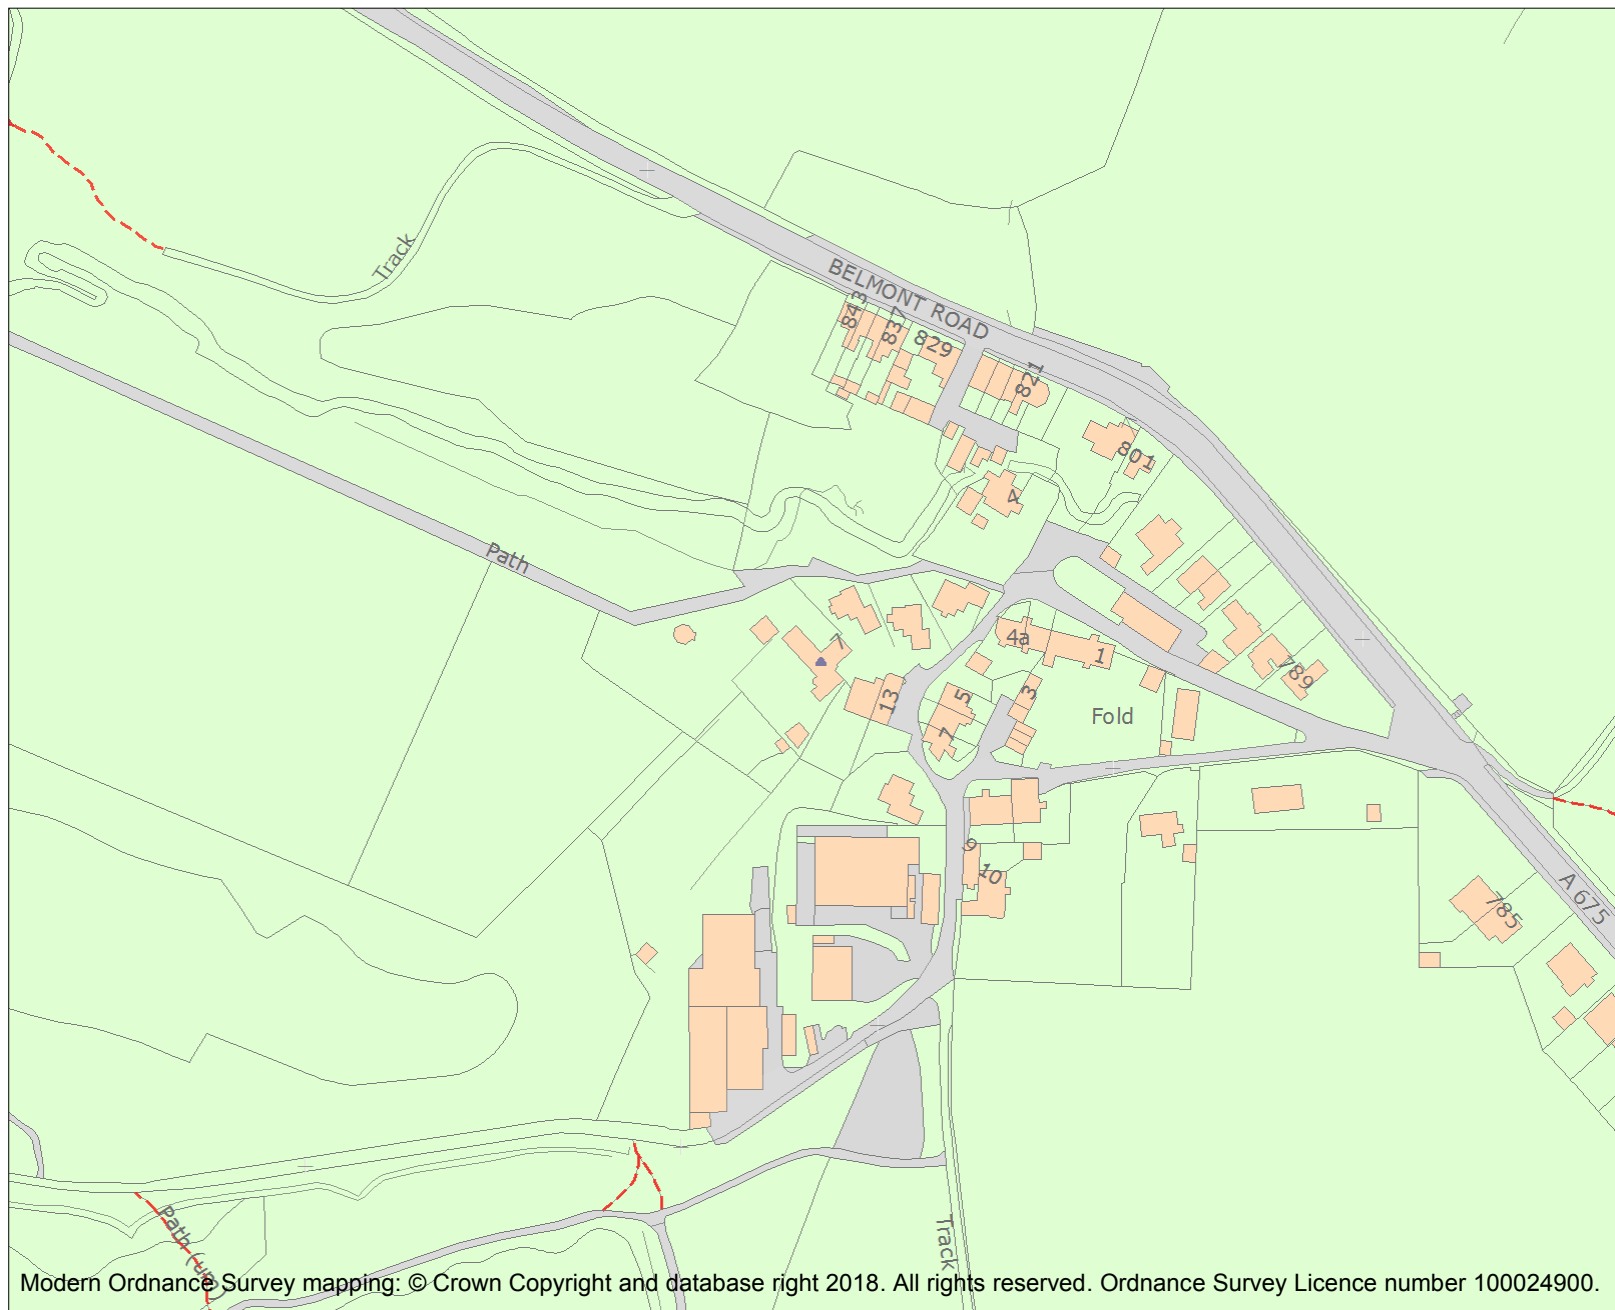 Track
BELMONT ROAD
843
837
829
821
801
4
Path
7
4a
1
789
13
5
3
7
Fold
9
10
785
A 675
Path (um)
Track
Modern Ordnance Survey mapping: © Crown Copyright and database right 2018. All rights reserved. Ordnance Survey Licence number 100024900.